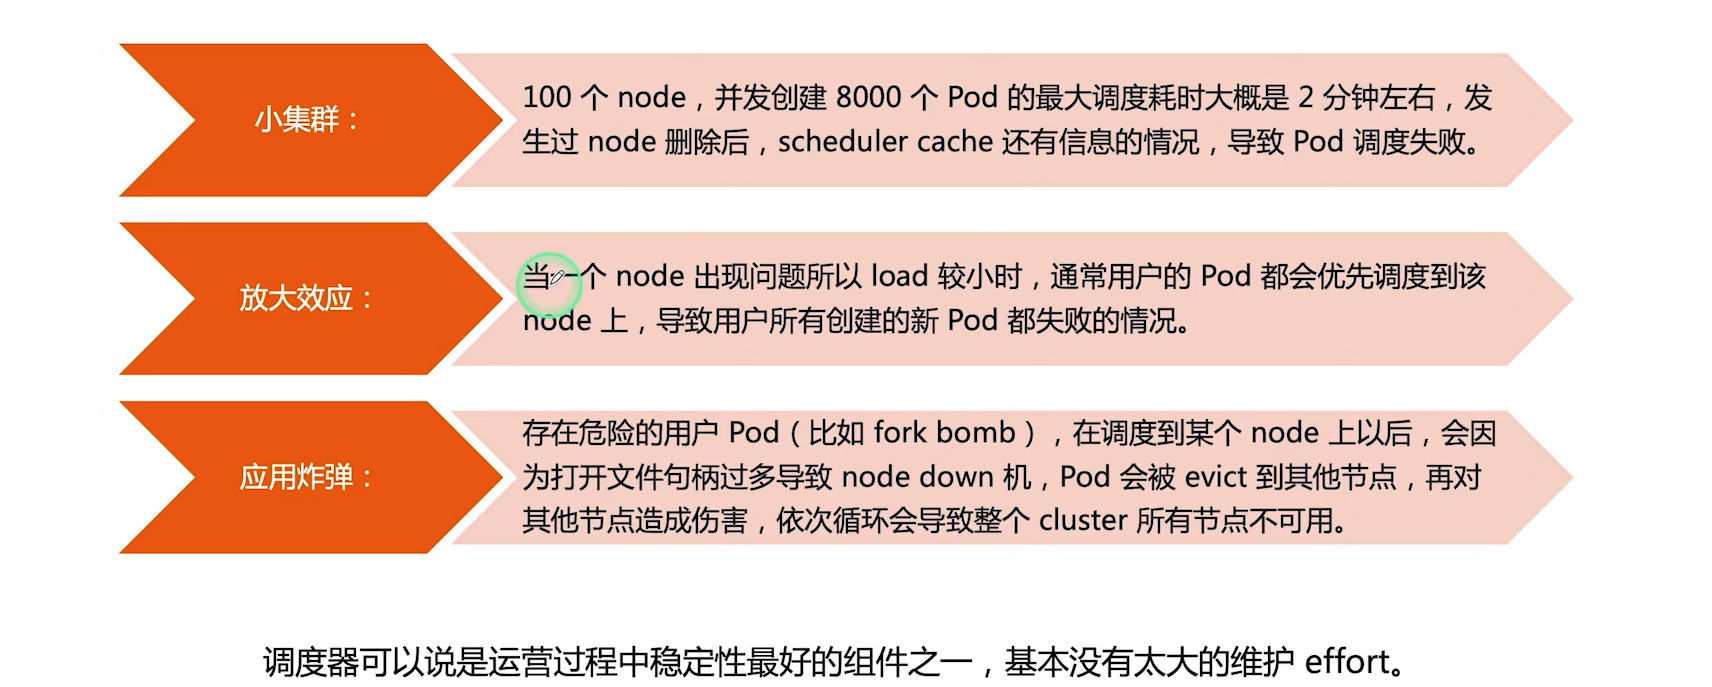 小集群：
100 个 node，并发创建 8000 个 Pod 的最大调度耗时大概是 2 分钟左右，发
生过 node 删除后，scheduler cache 还有信息的情况，导致 Pod 调度失败。
放大效应：
当一个 node 出现问题所以 load 较小时，通常用户的 Pod 都会优先调度到该
node 上，导致用户所有创建的新 Pod 都失败的情况。
应用炸弹：
存在危险的用户 Pod（比如 fork bomb），在调度到某个 node 上以后，会因
为打开文件句柄过多导致 node down 机，Pod 会被 evict 到其他节点，再对
其他节点造成伤害，依次循环会导致整个 cluster 所有节点不可用。
调度器可以说是运营过程中稳定性最好的组件之一，基本没有太大的维护 effort。